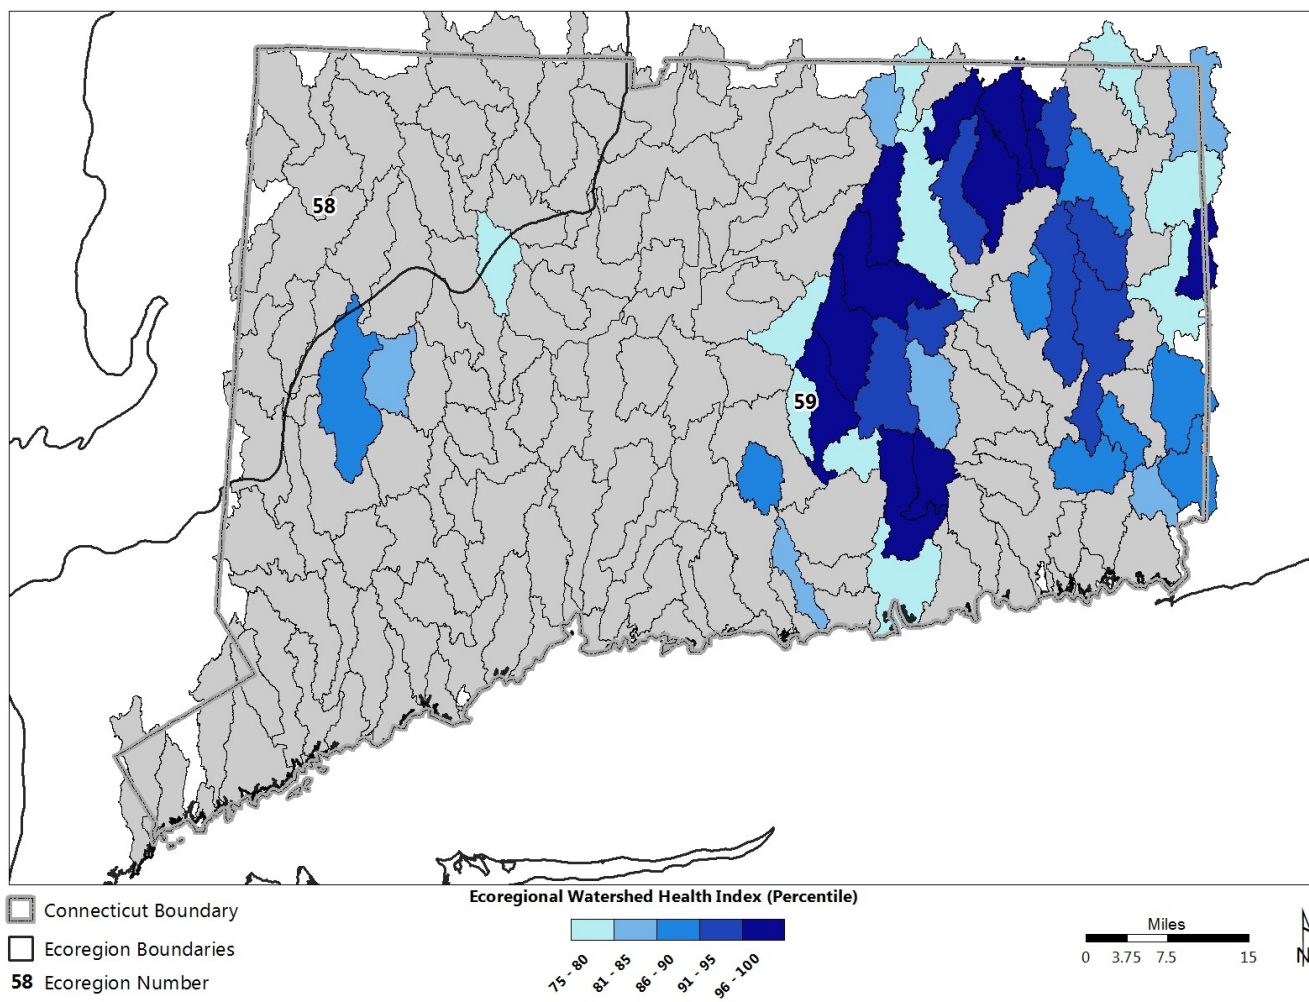 58
59
Ecoregional Watershed Health Index (Percentile)
75 - 80
81 - 85
86 - 90
91 - 95
96 - 100
Connecticut Boundary
Ecoregion Boundaries
58 Ecoregion Number
Miles
0 3.75 7.5 15
N